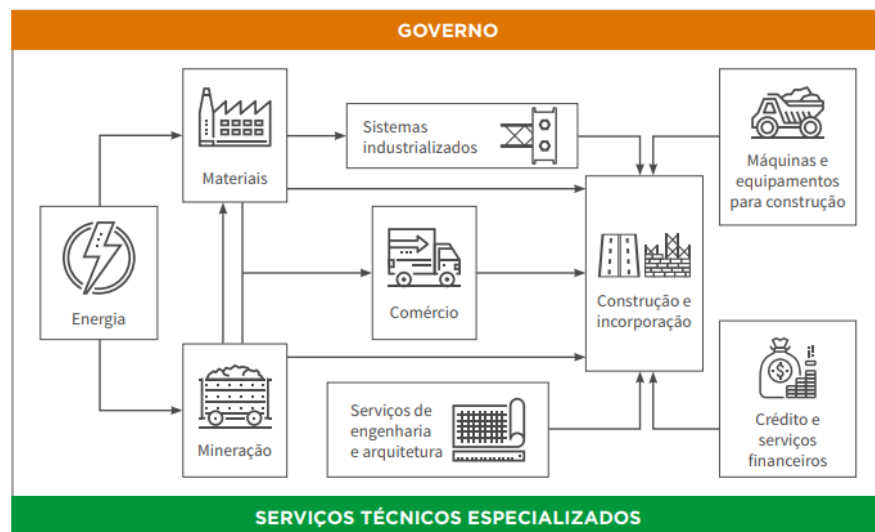 GOVERNO
Materiais
Sistemas
industrializados
Máquinas e
equipamentos
para construção
Energia
Comércio
Construção e
incorporação
Mineração
Serviços de
engenharia
e arquitetura
$
Crédito e
serviços
financeiros
SERVIÇOS TÉCNICOS ESPECIALIZADOS